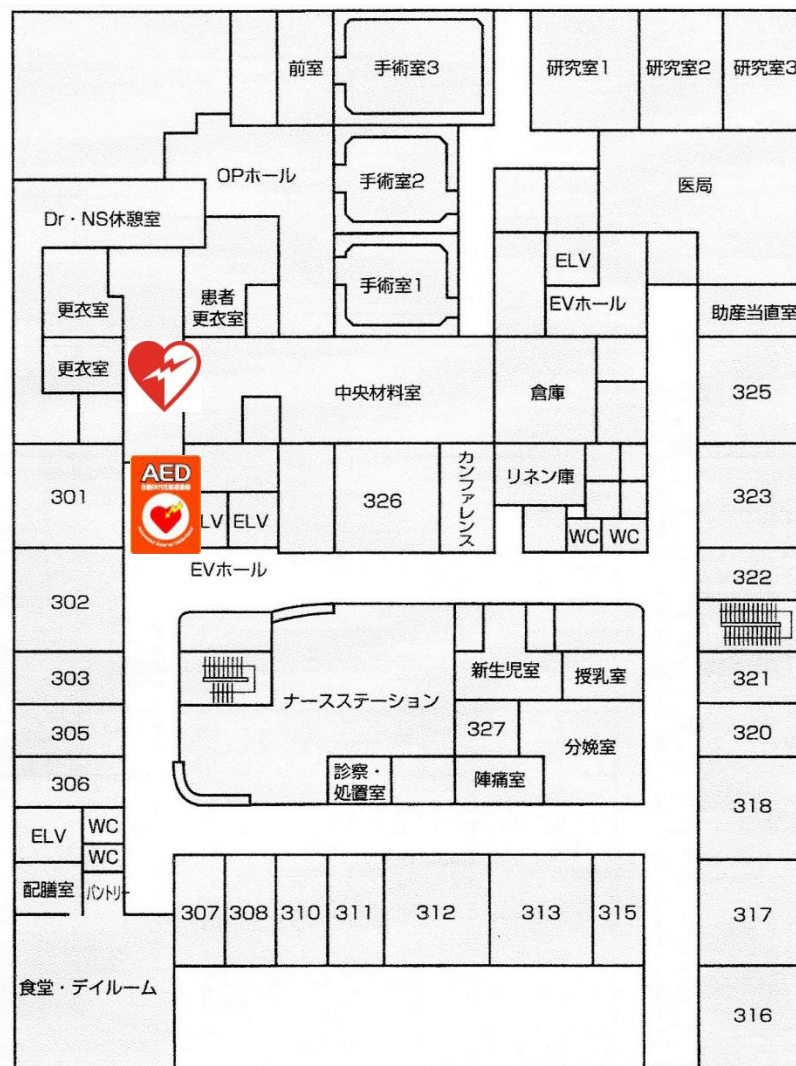 前室
手術室3
研究室1
研究室2
研究室3
OPホール
手術室2
医局
Dr・NS休憩室
ELV
患者
更衣室
手術室1
EVホール
更衣室
助産当直室
更衣室
中央材料室
倉庫
325
AED
301
LV
ELV
326
カンファレンス
リネン庫
323
WC
WC
EVホール
322
302
303
新生児室
授乳室
321
ナースステーション
305
327
分娩室
320
306
診察・
処置室
陣痛室
318
ELV
WC
WC
配膳室
パントリー
307
308
310
311
312
313
315
317
食堂・デイルーム
316